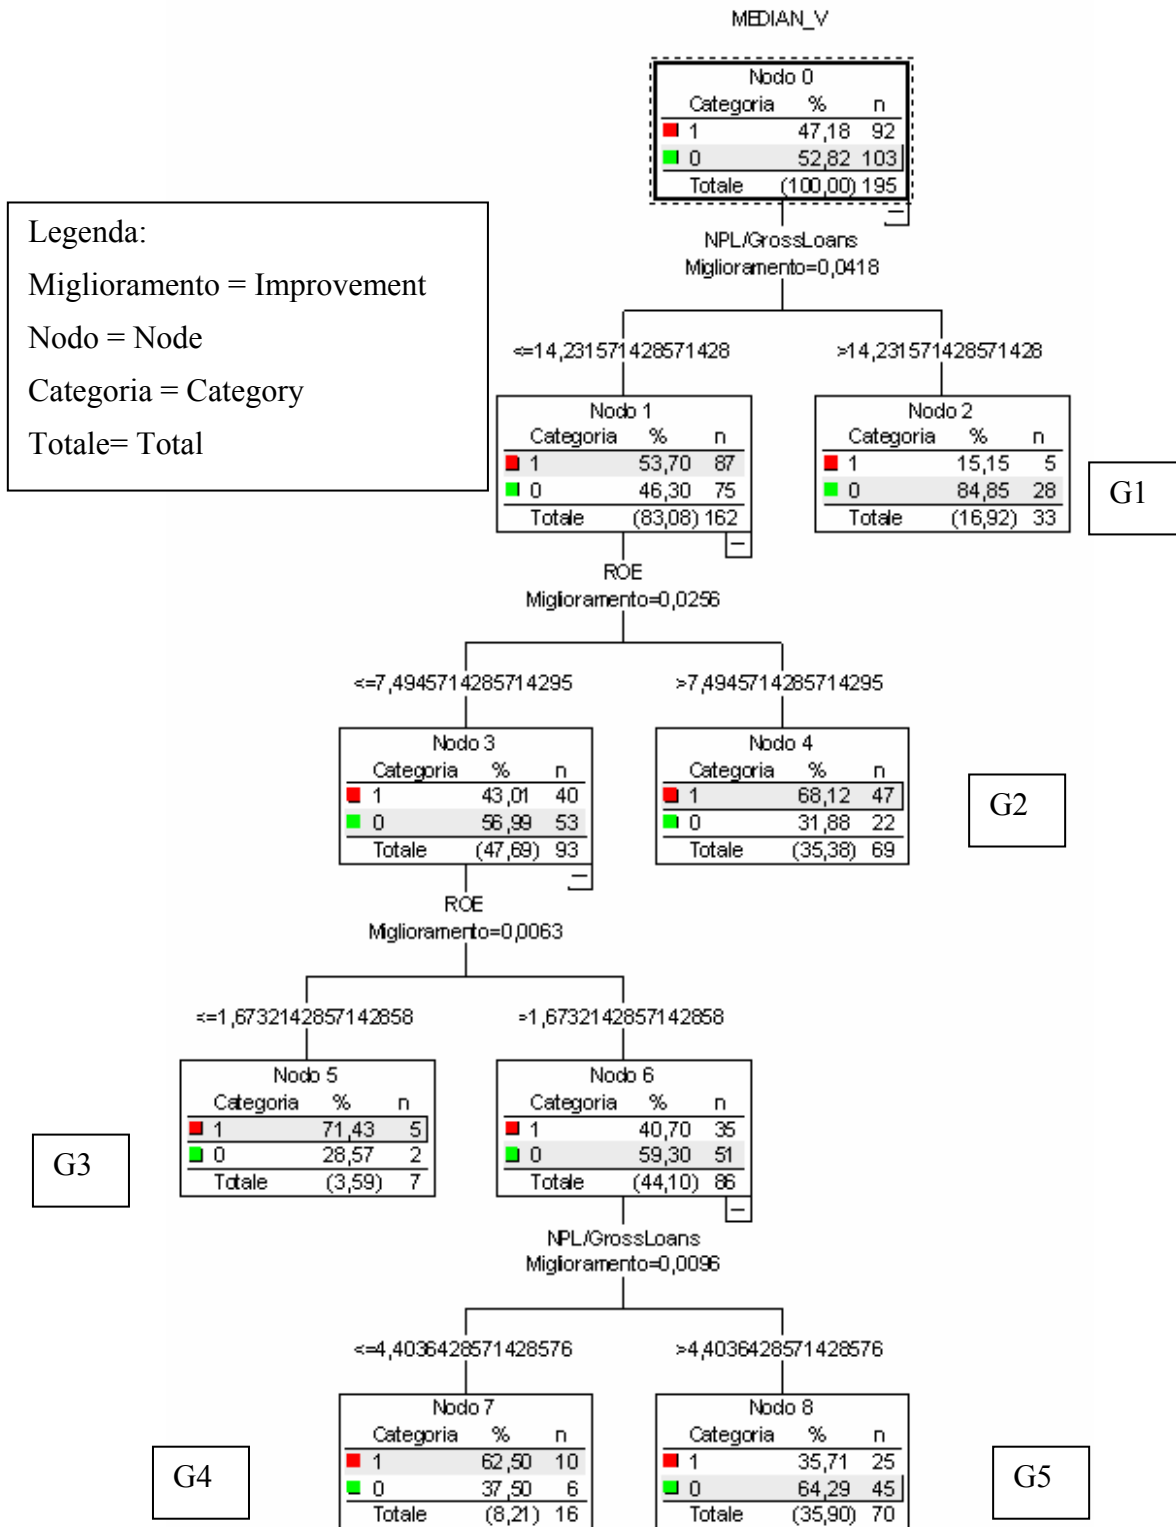 MEDIAN_V
Nodo 0
Categoria % n
1 47,18 92
0 52,82 103
Totale (100,00) 195
NPL/GrossLoans
Miglioramento=0,0418
Legenda:
Miglioramento = Improvement
Nodo = Node
Categoria = Category
Totale= Total
<=14,231571428571428
>14,231571428571428
Nodo 1
Categoria % n
1 53,70 87
0 46,30 75
Totale (83,08) 162
Nodo 2
Categoria % n
1 15,15 5
0 84,85 28
Totale (16,92) 33
G1
ROE
Miglioramento=0,0256
<=7,4945714285714295
>7,4945714285714295
Nodo 3
Categoria % n
1 43,01 40
0 56,99 53
Totale (47,69) 93
Nodo 4
Categoria % n
1 68,12 47
0 31,88 22
Totale (35,38) 69
G2
ROE
Miglioramento=0,0063
<=1,6732142857142858
>1,6732142857142858
Nodo 5
Categoria % n
1 71,43 5
0 28,57 2
Totale (3,59) 7
G3
Nodo 6
Categoria % n
1 40,70 35
0 59,30 51
Totale (44,10) 86
NPL/GrossLoans
Miglioramento=0,0096
<=4,4036428571428576
>4,4036428571428576
Nodo 7
Categoria % n
1 62,50 10
0 37,50 6
Totale (8,21) 16
G4
Nodo 8
Categoria % n
1 35,71 25
0 64,29 45
Totale (35,90) 70
G5